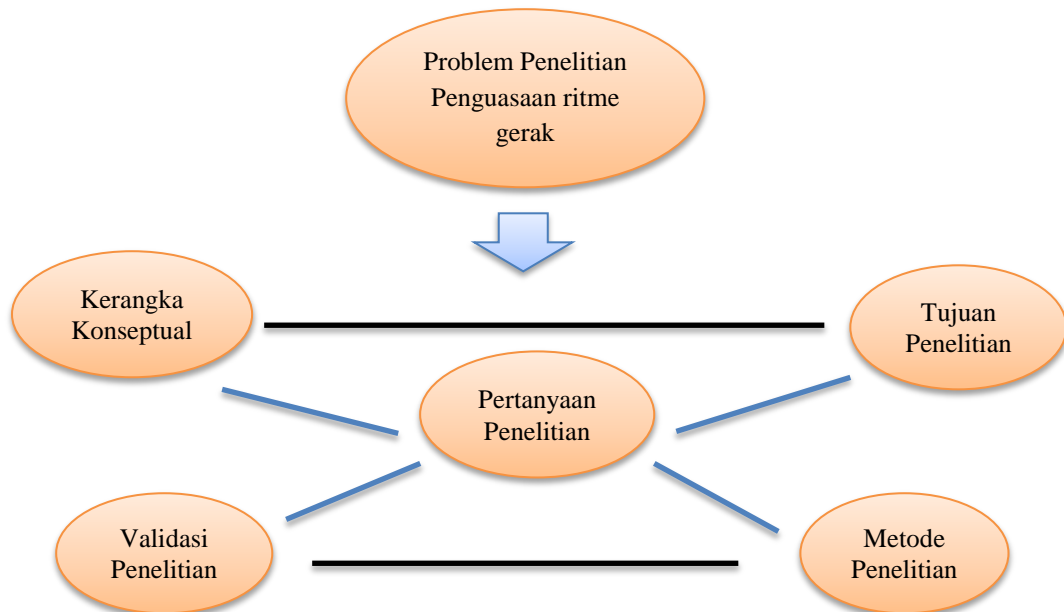 Problem Penelitian
Penguasaan ritme
gerak
Kerangka
Konseptual
Tujuan
Penelitian
Pertanyaan
Penelitian
Validasi
Penelitian
Metode
Penelitian